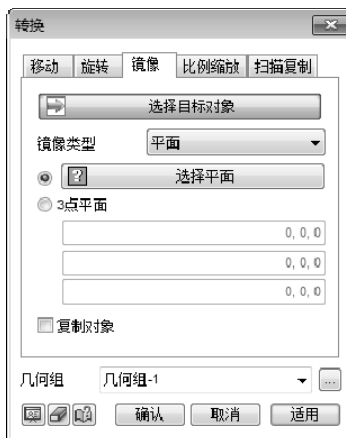 转换
移动 旋转 镜像 比例缩放 扫描复制
选择目标对象
镜像类型 平面
? 选择平面
3点平面
0, 0, 0
0, 0, 0
0, 0, 0
复制对象
几何组 几何组-1 ...
确认 取消 适用